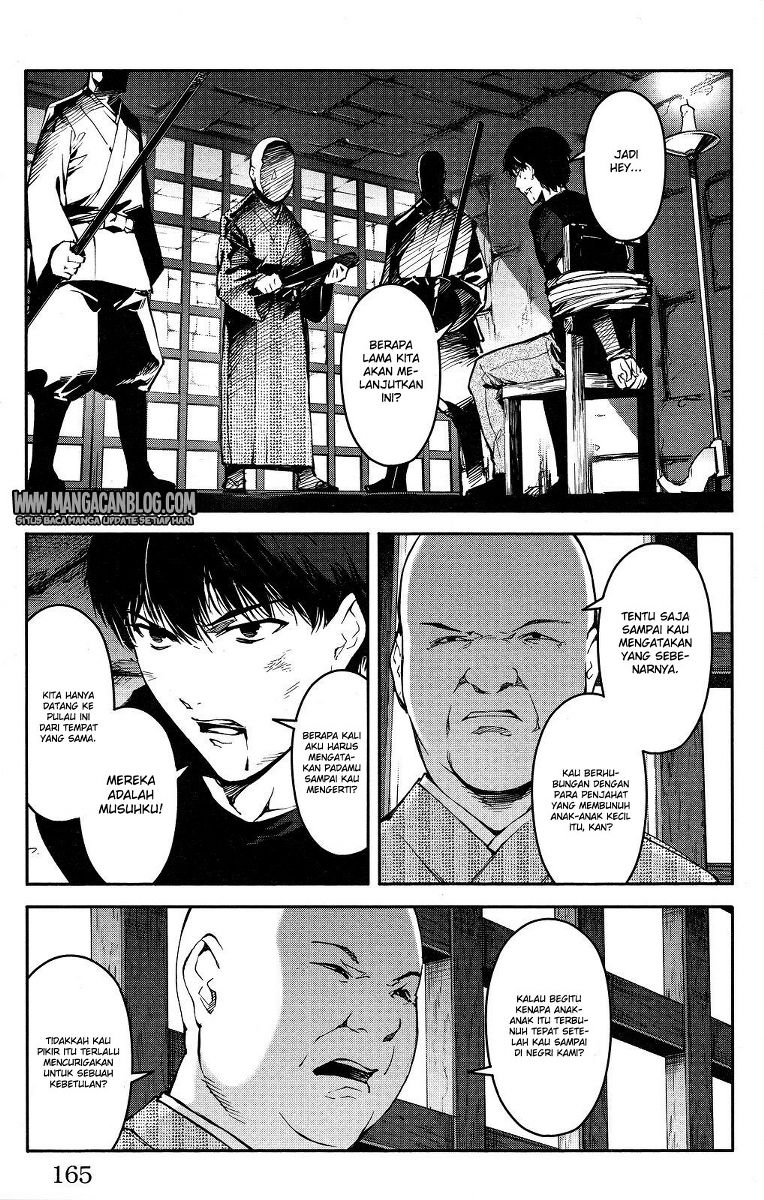 JADI
HEY...
BERAPA
LAMA KITA
AKAN ME-
LANJUTKAN
INI?
WWW.MANGACANBLOG.COM
SITUS BACA MANGA UPDATE SETIAP HARI
TENTU SAJA
SAMPAI KAU
MENGATAKAN
YANG SEBE-
NARNYA.
KAU BERHU-
BUNGAN DENGAN
PARA PENJAHAT
YANG MEMBUNUH
ANAK-ANAK KECIL
ITU, KAN?
BERAPA KALI
AKU HARUS
MENGATA-
KAN PADAMU
SAMPAI KAU
MENGERTI?
KITA HANYA
DATANG KE
PULAU INI
DARI TEMPAT
YANG SAMA.
MEREKA
ADALAH
MUSUHKU!
KALAU BEGITU
KENAPA ANAK-
ANAK ITU TERBU-
NUH TEPAT SETE-
LAH KAU SAMPAI
DI NEGRI KAMI?
TIDAKKAH KAU
PIKIR ITU TERLALU
MENCURIGAKAN
UNTUK SEBUAH
KEBETULAN?
165